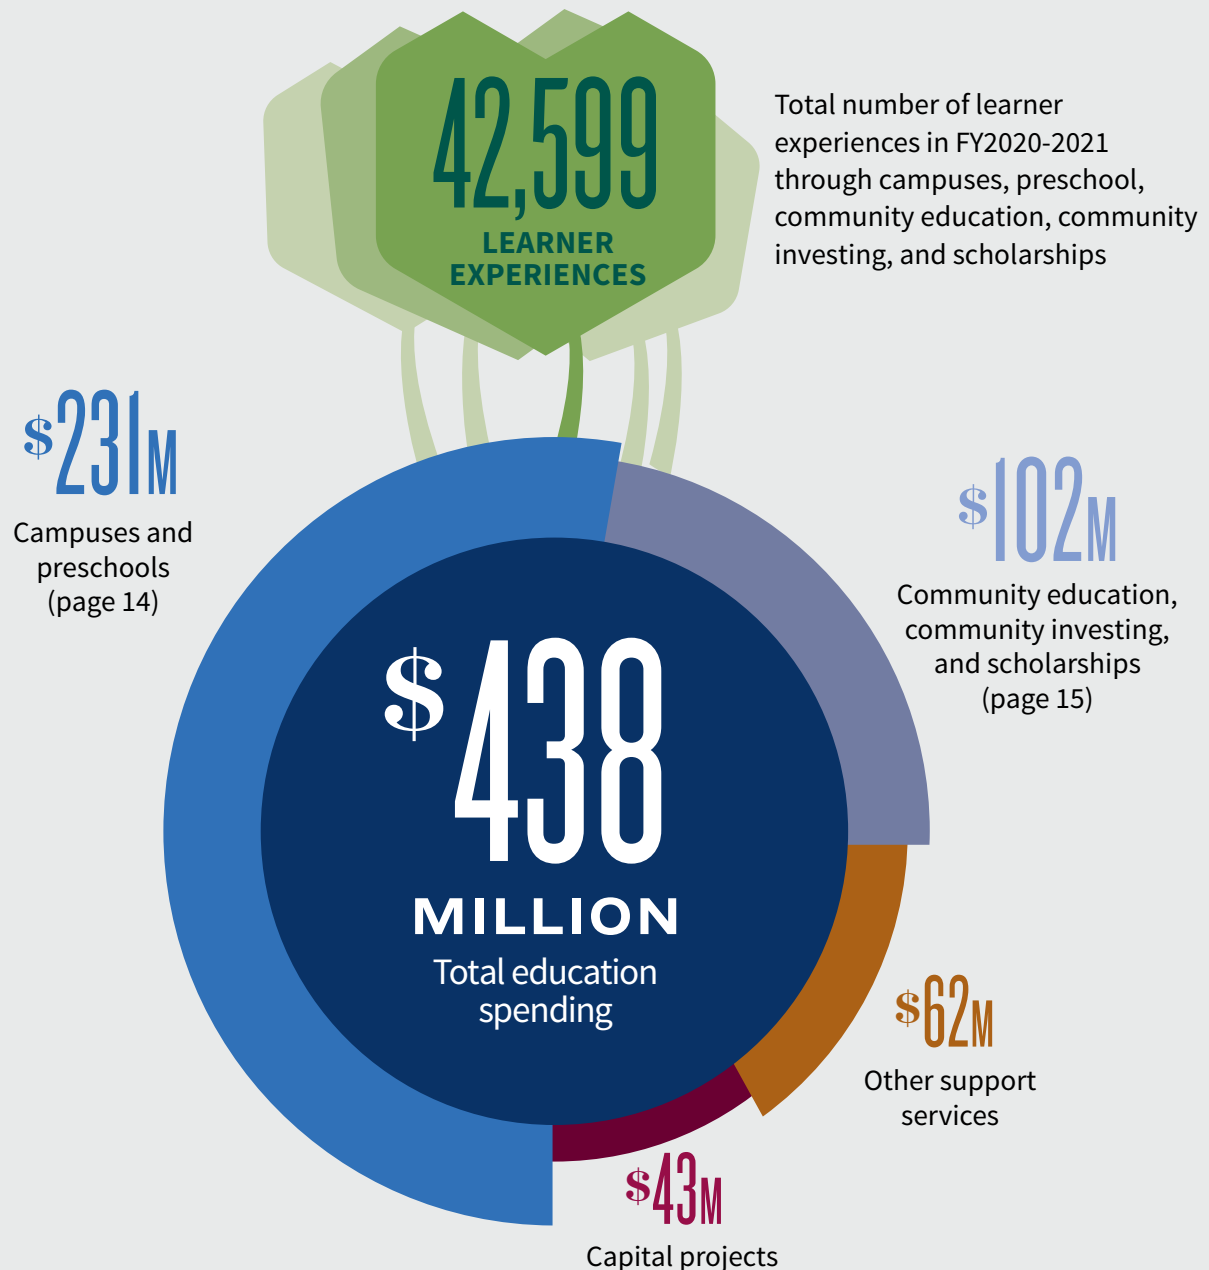 42,599
LEARNER
EXPERIENCES
Total number of learner
experiences in FY2020-2021
through campuses, preschool,
community education, community
investing, and scholarships
$231M
Campuses and
preschools
(page 14)
$102M
Community education,
community investing,
and scholarships
(page 15)
$438
MILLION
Total education
spending
$62M
Other support
services
$43M
Capital projects